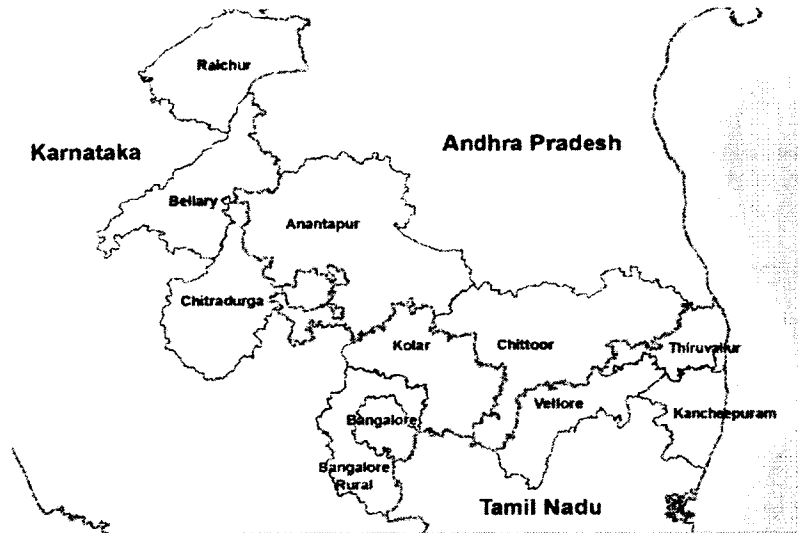 Raichur
Karnataka
Andhra Pradesh
Bellary
Anantapur
Chitradurga
Kolar
Chittoor
Thiruvallur
Vellore
Kancheepuram
Bangalore
Bangalore
Rural
Tamil Nadu